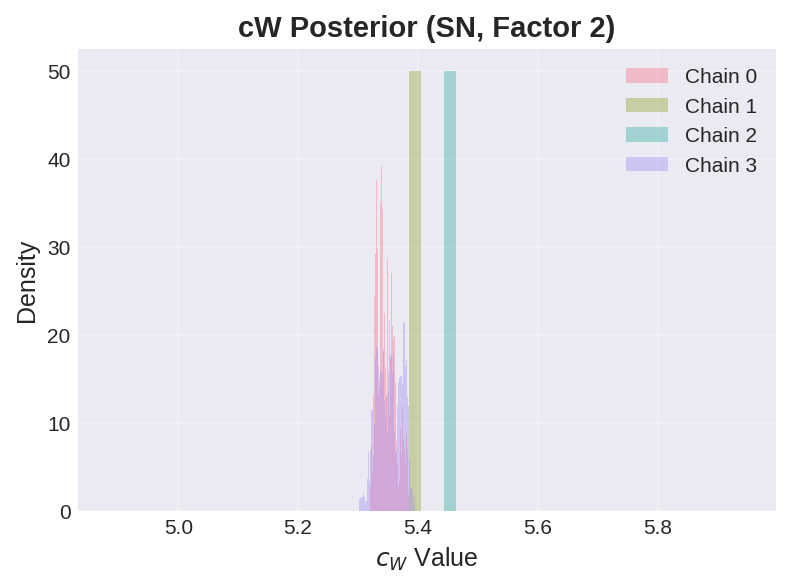 cW Posterior (SN, Factor 2)
Chain 0
Chain 1
Chain 2
Chain 3
50
40
30
20
10
0
Density
5.0 5.2 5.4 5.6 5.8
c_W Value